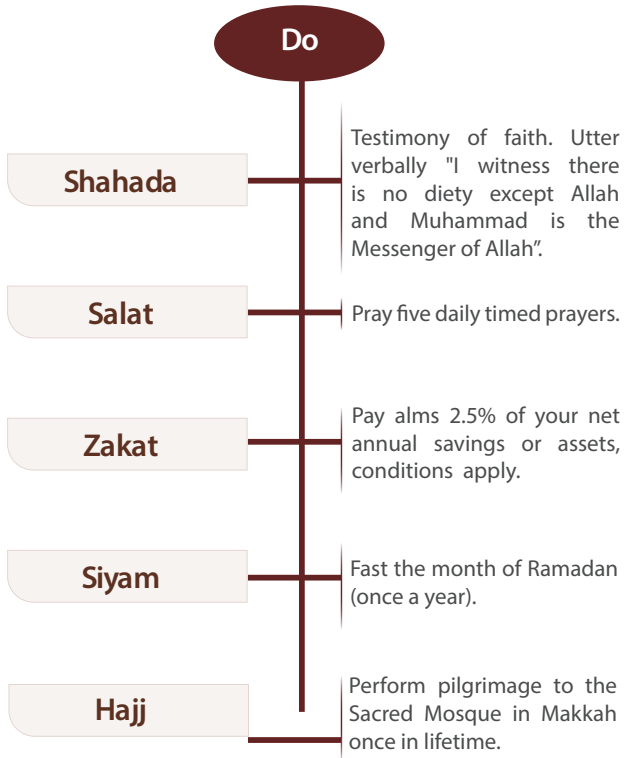 Do
Shahada
Testimony of faith. Utter
verbally "I witness there
is no diety except Allah
and Muhammad is the
Messenger of Allah”.
Salat
Pray five daily timed prayers.
Zakat
Pay alms 2.5% of your net
annual savings or assets,
conditions apply.
Siyam
Fast the month of Ramadan
(once a year).
Hajj
Perform pilgrimage to the
Sacred Mosque in Makkah
once in lifetime.